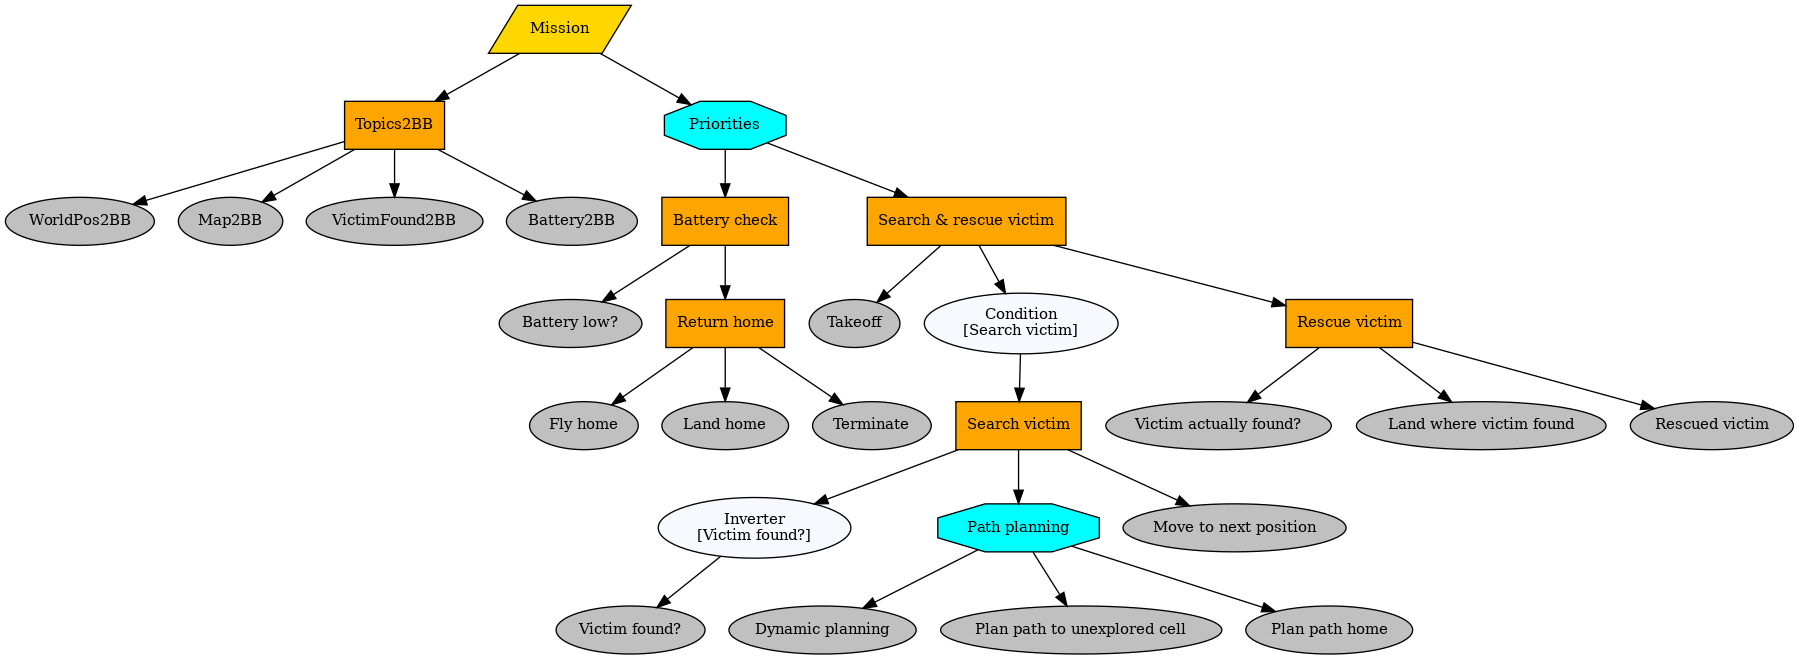 Mission
Topics2BB
Priorities
WorldPos2BB
Map2BB
VictimFound2BB
Battery2BB
Battery check
Search & rescue victim
Battery low?
Return home
Takeoff
Condition
[Search victim]
Rescue victim
Fly home
Land home
Terminate
Search victim
Victim actually found?
Land where victim found
Rescued victim
Inverter
[Victim found?]
Path planning
Move to next position
Victim found?
Dynamic planning
Plan path to unexplored cell
Plan path home